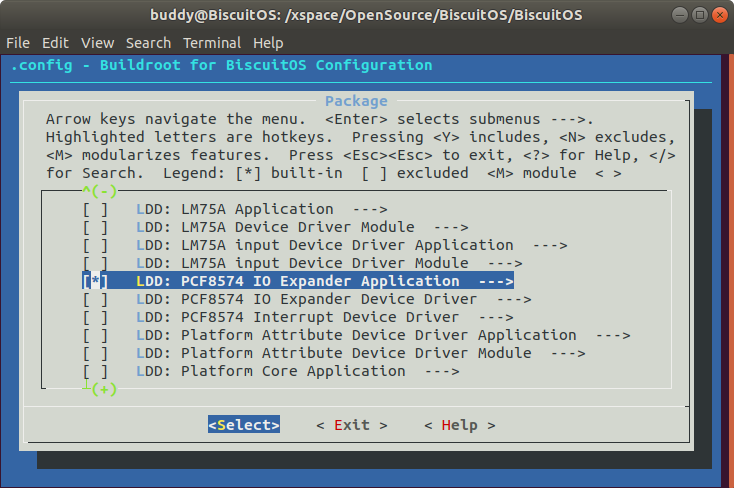 buddy@BiscuitOS: /xspace/OpenSource/BiscuitOS/BiscuitOS
File Edit View Search Terminal Help
.config - Buildroot for BiscuitOS Configuration
Package
Arrow keys navigate the menu.  <Enter> selects submenus --->.
Highlighted letters are hotkeys.  Pressing <Y> includes, <N> excludes,
<M> modularizes features.  Press <Esc><Esc> to exit, <?> for Help, </>
for Search.  Legend: [*] built-in  [ ] excluded  <M> module  < >
^(-)
[ ]   LDD: LM75A Application  --->
[ ]   LDD: LM75A Device Driver Module  --->
[ ]   LDD: LM75A input Device Driver Application  --->
[ ]   LDD: LM75A input Device Driver Module  --->
[*]   LDD: PCF8574 IO Expander Application  --->
[ ]   LDD: PCF8574 IO Expander Device Driver  --->
[ ]   LDD: PCF8574 Interrupt Device Driver  --->
[ ]   LDD: Platform Attribute Device Driver Application  --->
[ ]   LDD: Platform Attribute Device Driver Module  --->
[ ]   LDD: Platform Core Application  --->
(+)
<Select>    < Exit >    < Help >